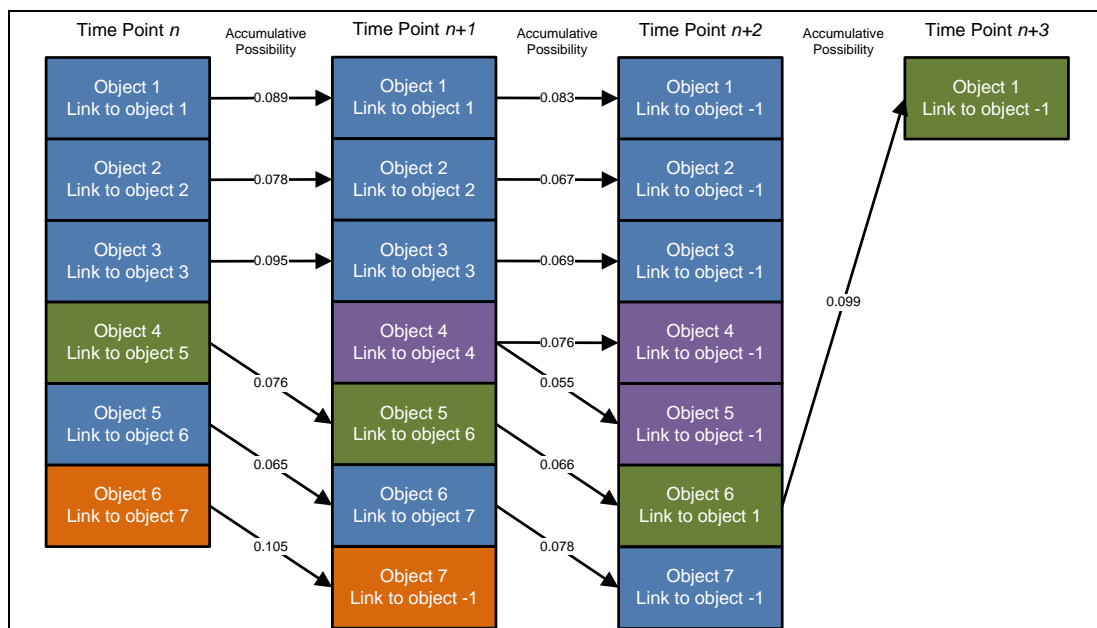 Time Point n
Accumulative
Possibility
Time Point n+1
Accumulative
Possibility
Time Point n+2
Accumulative
Possibility
Time Point n+3
Object 1
Link to object 1
0.089
Object 1
Link to object 1
0.083
Object 1
Link to object -1
Object 1
Link to object -1
Object 2
Link to object 2
0.078
Object 2
Link to object 2
0.067
Object 2
Link to object -1
Object 3
Link to object 3
0.095
Object 3
Link to object 3
0.069
Object 3
Link to object -1
0.099
Object 4
Link to object 5
0.076
Object 4
Link to object 4
0.076
0.055
Object 4
Link to object -1
Object 5
Link to object 6
0.065
Object 5
Link to object 6
0.066
Object 5
Link to object -1
Object 6
Link to object 7
0.105
Object 6
Link to object 7
0.078
Object 6
Link to object 1
Object 7
Link to object -1
Object 7
Link to object -1